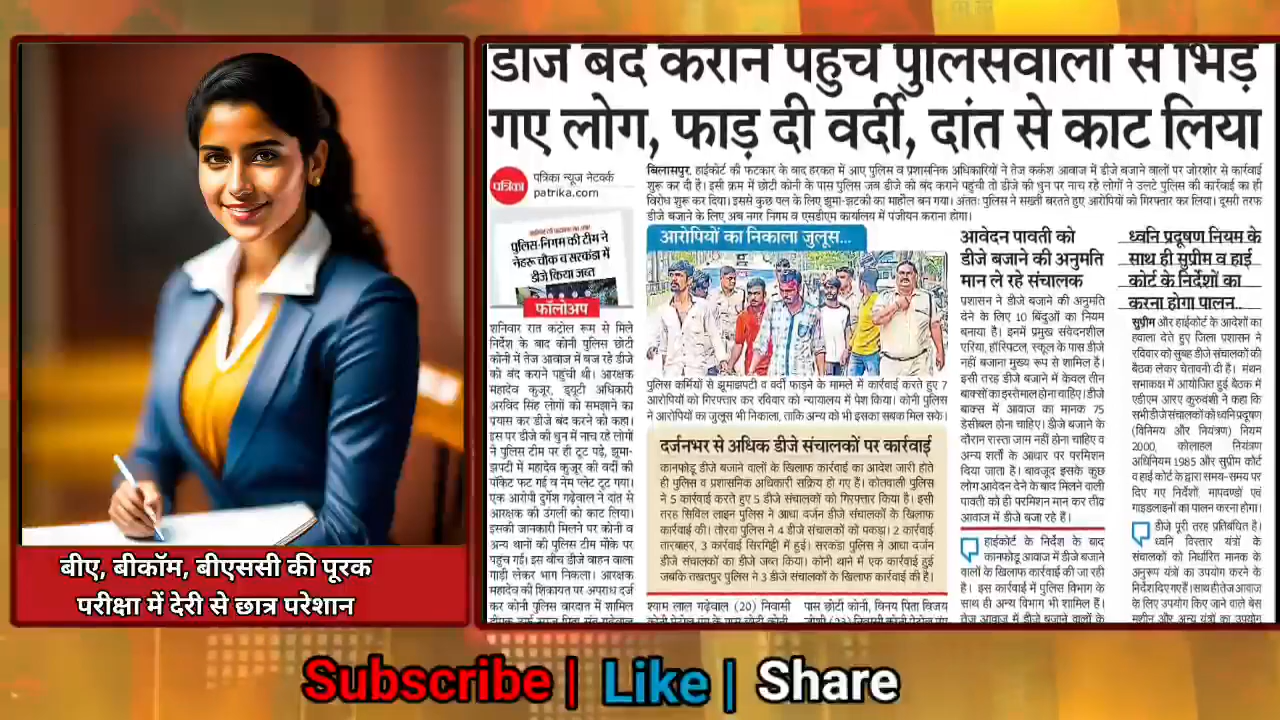 डीजे बंद कराने पहुंचे पुलिसवालों से भिड़
गए लोग, फाड़ दी वर्दी, दांत से काट लिया
पत्रिका
पत्रिका न्यूज नेटवर्क
patrika.com
पुलिस-निगम की टीम ने
नेहरू चौक व सरकंडा में
डीजे किया जब्त
फॉलोअप
शनिवार रात कंट्रोल रूम से मिले
निर्देश के बाद कोनी पुलिस छोटी
कोनी में तेज आवाज में बज रहे डीजे
को बंद कराने पहुंची थी। आरक्षक
महादेव कुजूर, ड्यूटी अधिकारी
अरविंद सिंह लोगों को समझाने का
प्रयास कर डीजे बंद करने को कहा।
इस पर डीजे की धुन में नाच रहे लोगों
ने पुलिस टीम पर ही टूट पड़े, झूमा-
झपटी में महादेव कुजूर की वर्दी की
पॉकेट फट गई व नेम प्लेट टूट गया।
एक आरोपी दुर्गेश गढ़ेवाल ने दांत से
आरक्षक की उंगली को काट लिया।
इसकी जानकारी मिलने पर कोनी व
अन्य थानों की पुलिस टीम मौके पर
पहुंच गई। इस बीच डीजे वाहन वाला
गाड़ी लेकर भाग निकला। आरक्षक
महादेव की शिकायत पर अपराध दर्ज
कर कोनी पुलिस वारदात में शामिल
बिलासपुर. हाईकोर्ट की फटकार के बाद हरकत में आए पुलिस व प्रशासनिक अधिकारियों ने तेज कर्कश आवाज में डीजे बजाने वालों पर जोरशोर से कार्रवाई
शुरू कर दी है। इसी क्रम में छोटी कोनी के पास पुलिस जब डीजे को बंद कराने पहुंची तो डीजे की धुन पर नाच रहे लोगों ने उलटे पुलिस की कार्रवाई का ही
विरोध शुरू कर दिया। इससे कुछ पल के लिए झूमा-झटकी का माहौल बन गया। अंततः पुलिस ने सख्ती बरतते हुए आरोपियों को गिरफ्तार कर लिया। दूसरी तरफ
डीजे बजाने के लिए अब नगर निगम व एसडीएम कार्यालय में पंजीयन कराना होगा।
आरोपियों का निकाला जुलूस...
पुलिस कर्मियों से झूमाझपटी व वर्दी फाड़ने के मामले में कार्रवाई करते हुए 7
आरोपियों को गिरफ्तार कर रविवार को न्यायालय में पेश किया। कोनी पुलिस
ने आरोपियों का जुलूस भी निकाला, ताकि अन्य को भी इसका सबक मिल सके।
दर्जनभर से अधिक डीजे संचालकों पर कार्रवाई
कानफोड़ू डीजे बजाने वालों के खिलाफ कार्रवाई का आदेश जारी होते
ही पुलिस व प्रशासनिक अधिकारी सक्रिय हो गए हैं। कोतवाली पुलिस
ने 5 कार्रवाई करते हुए 5 डीजे संचालकों को गिरफ्तार किया है। इसी
तरह सिविल लाइन पुलिस ने आधा दर्जन डीजे संचालकों के खिलाफ
कार्रवाई की। तोरवा पुलिस ने 4 डीजे संचालकों को पकड़ा। 2 कार्रवाई
तारबाहर, 3 कार्रवाई सिरगिट्टी में हुई। सरकंडा पुलिस ने आधा दर्जन
डीजे संचालकों का डीजे जब्त किया। कोनी थाने में एक कार्रवाई हुई
जबकि तखतपुर पुलिस ने 3 डीजे संचालकों के खिलाफ कार्रवाई की है।
श्याम लाल गढ़ेवाल (20) निवासी
पास छोटी कोनी, विनय पिता विजय
आवेदन पावती को
डीजे बजाने की अनुमति
मान ले रहे संचालक
प्रशासन ने डीजे बजाने की अनुमति
देने के लिए 10 बिंदुओं का नियम
बनाया है। इनमें प्रमुख संवेदनशील
एरिया, हॉस्पिटल, स्कूल के पास डीजे
नहीं बजाना मुख्य रूप से शामिल है।
इसी तरह डीजे बजाने में केवल तीन
बाक्सों का इस्तेमाल होना चाहिए। डीजे
बाक्स में आवाज का मानक 75
डेसीबल होना चाहिए। डीजे बजाने के
दौरान रास्ता जाम नहीं होना चाहिए व
अन्य शर्तों के आधार पर परमिशन
दिया जाता है। बावजूद इसके कुछ
लोग आवेदन देने के बाद मिलने वाली
पावती को ही परमिशन मान कर तीव्र
आवाज में डीजे बजा रहे हैं।
हाईकोर्ट के निर्देश के बाद
कानफोड़ू आवाज में डीजे बजाने
वालों के खिलाफ कार्रवाई की जा रही
है। इस कार्रवाई में पुलिस विभाग के
साथ ही अन्य विभाग भी शामिल हैं।
तेज आवाज में डीजे बजाने वालों के
ध्वनि प्रदूषण नियम के
साथ ही सुप्रीम व हाई
कोर्ट के निर्देशों का
करना होगा पालन..
सुप्रीम और हाईकोर्ट के आदेशों का
हवाला देते हुए जिला प्रशासन ने
रविवार को सुबह डीजे संचालकों की
बैठक लेकर चेतावनी दी है। मंथन
सभाकक्ष में आयोजित हुई बैठक में
एडीएम आरए कुरुवंशी ने कहा कि
सभी डीजे संचालकों को ध्वनि प्रदूषण
(विनिमय और नियंत्रण) नियम
2000, कोलाहल नियंत्रण
अधिनियम 1985 और सुप्रीम कोर्ट
व हाई कोर्ट के द्वारा समय-समय पर
दिए गए निर्देशों, मापदण्डों एवं
गाइडलाइनों का पालन करना होगा।
डीजे पूरी तरह प्रतिबंधित है।
ध्वनि विस्तार यंत्रों के
संचालकों को निर्धारित मानक के
अनुरूप यंत्रों का उपयोग करने के
निर्देश दिए गए हैं। साथ ही तेज आवाज
के लिए उपयोग किए जाने वाले बेस
मशीन और अन्य यंत्रों का उपयोग
बीए, बीकॉम, बीएससी की पूरक
परीक्षा में देरी से छात्र परेशान
Subscribe | Like | Share